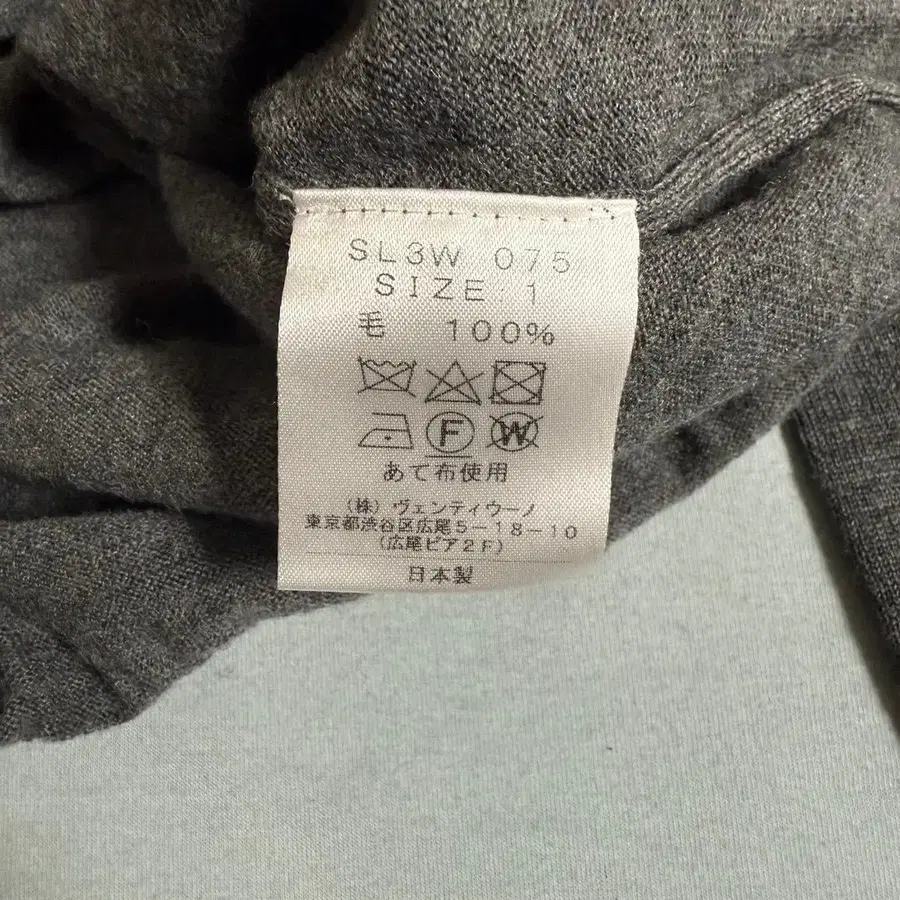 SL3W 075
SIZE:1
毛 100%
F W
あて布使用
(株) ヴェンティウーノ
東京都渋谷区広尾5-18-10
(広尾ピア2F)
日本製